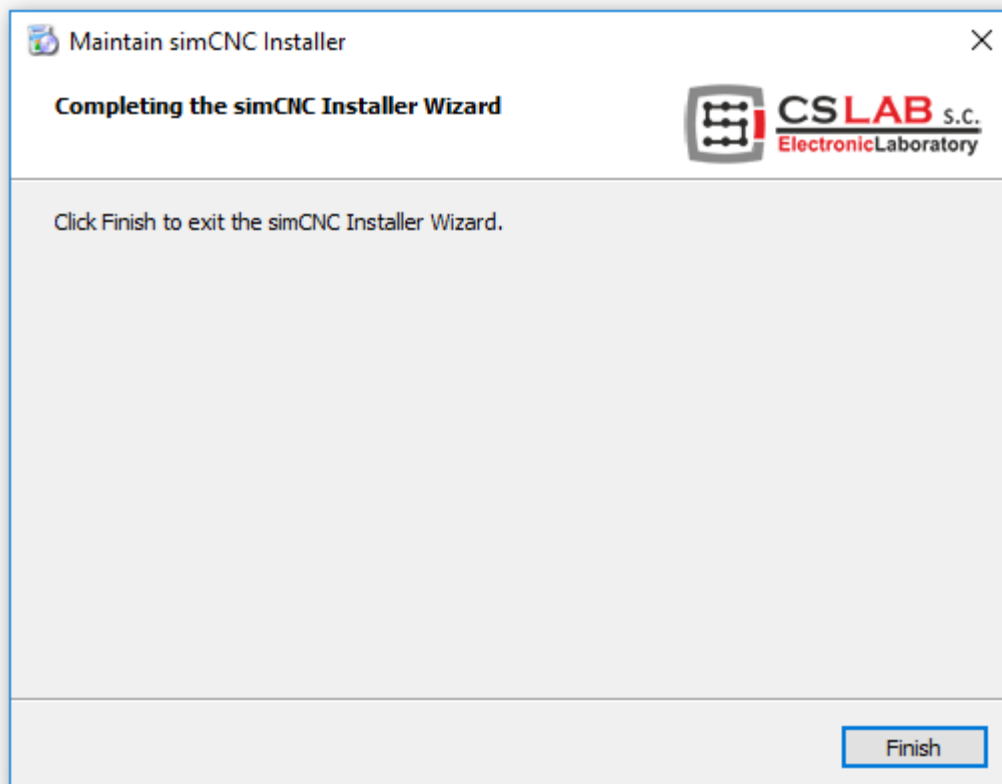 Maintain simCNC Installer
Completing the simCNC Installer Wizard
CSLAB s.c.
ElectronicLaboratory
Click Finish to exit the simCNC Installer Wizard.
Finish